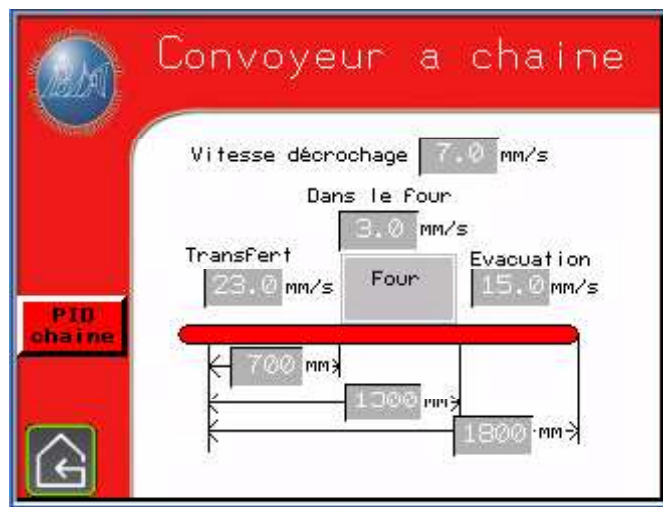 Convoyeur a chaine
Vitesse décrochage 7.0 mm/s
Dans le four
3.0 mm/s
Transfert
23.0 mm/s
Four
Evacuation
15.0 mm/s
PID
chaine
700 mm
mm
1800 mm